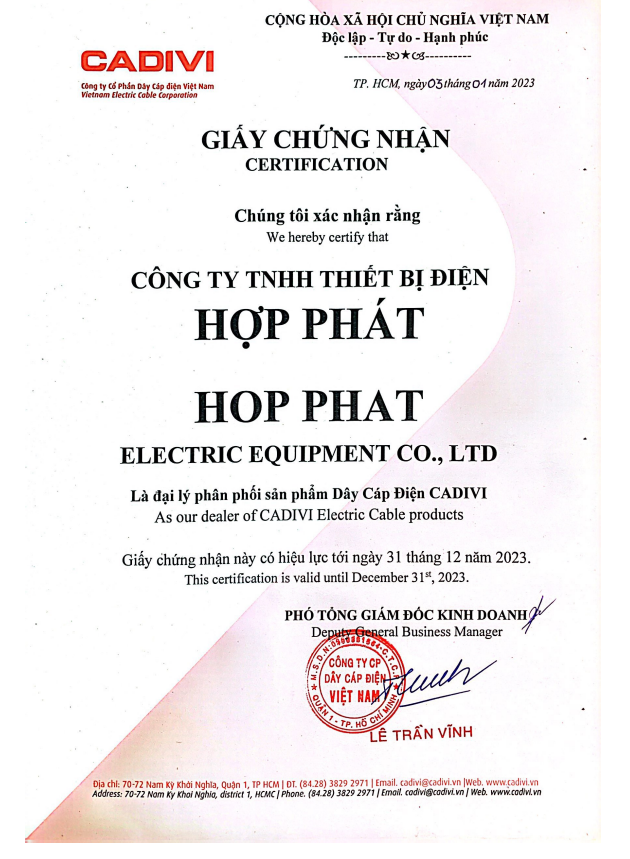 CỘNG HÒA XÃ HỘI CHỦ NGHĨA VIỆT NAM
Độc lập - Tự do - Hạnh phúc
CADIVI
Công ty Cổ Phần Dây Cáp điện Việt Nam
Vietnam Electric Cable Corporation
TP. HCM, ngày 03 tháng 01 năm 2023
GIẤY CHỨNG NHẬN
CERTIFICATION
Chúng tôi xác nhận rằng
We hereby certify that
CÔNG TY TNHH THIẾT BỊ ĐIỆN
HỢP PHÁT
HOP PHAT
ELECTRIC EQUIPMENT CO., LTD
Là đại lý phân phối sản phẩm Dây Cáp Điện CADIVI
As our dealer of CADIVI Electric Cable products
Giấy chứng nhận này có hiệu lực tới ngày 31 tháng 12 năm 2023.
This certification is valid until December 31st, 2023.
PHÓ TỔNG GIÁM ĐỐC KINH DOANH
Deputy General Business Manager
CÔNG TY CP
DÂY CÁP ĐIỆN
VIỆT NAM
QUẬN 1 - TP. HỒ CHÍ MINH
LÊ TRẦN VĨNH
Địa chỉ: 70-72 Nam Kỳ Khởi Nghĩa, Quận 1, TP HCM | ĐT. (84.28) 3829 2971 | Email. cadivi@cadivi.vn |Web. www.cadivi.vn
Address: 70-72 Nam Ky Khoi Nghia, district 1, HCMC | Phone. (84.28) 3829 2971 | Email. cadivi@cadivi.vn | Web. www.cadivi.vn